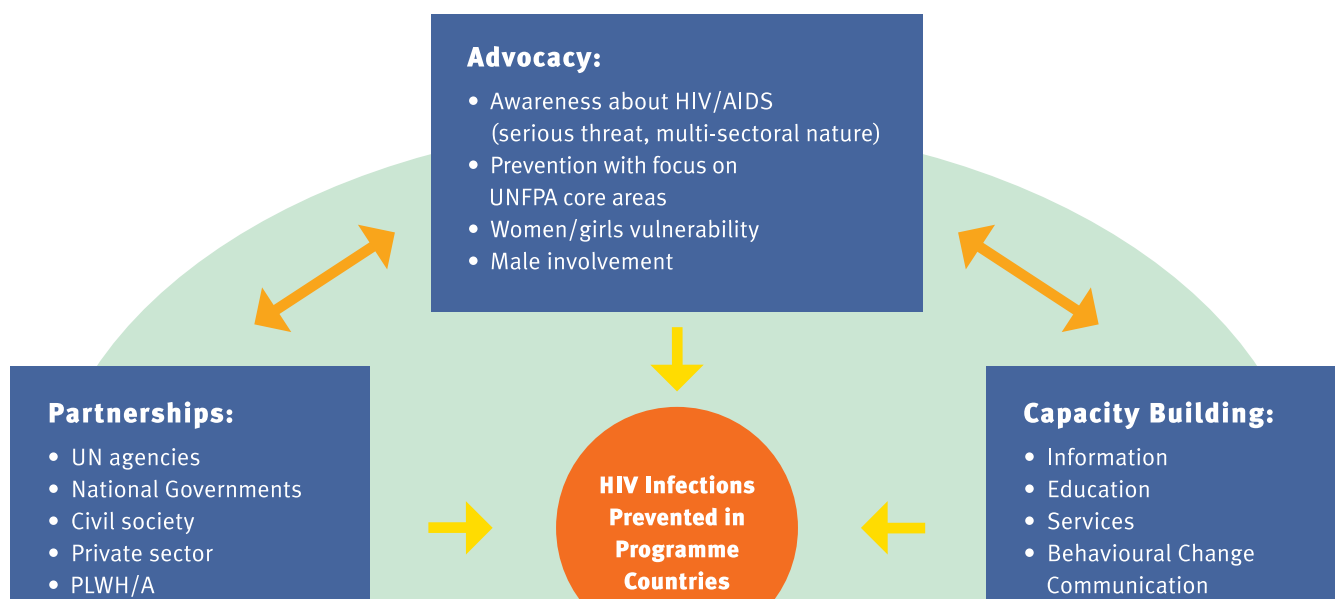 Advocacy:
• Awareness about HIV/AIDS
(serious threat, multi-sectoral nature)
• Prevention with focus on
UNFPA core areas
• Women/girls vulnerability
• Male involvement
Partnerships:
• UN agencies
• National Governments
• Civil society
• Private sector
• PLWH/A
HIV Infections
Prevented in
Programme
Countries
Capacity Building:
• Information
• Education
• Services
• Behavioural Change
Communication